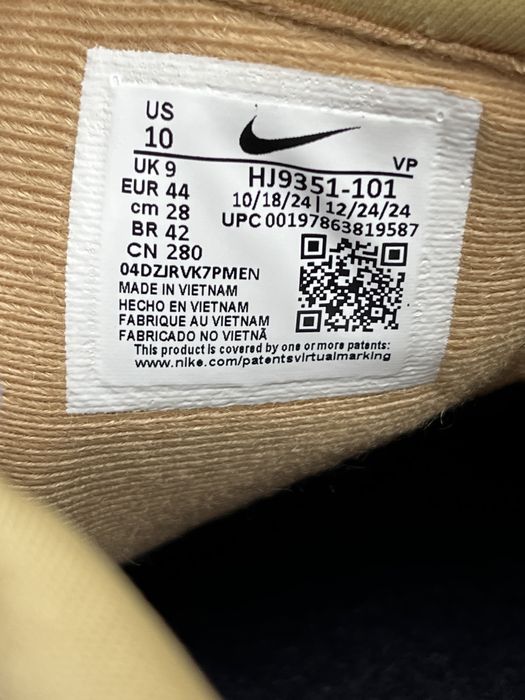 US
10
VP
UK 9
HJ9351-101
EUR 44
10/18/24 | 12/24/24
cm 28
UPC 00197863819587
BR 42
CN 280
04DZJRVK7PMEN
MADE IN VIETNAM
HECHO EN VIETNAM
FABRIQUE AU VIETNAM
FABRICADO NO VIETNÃ
This product is covered by one or more patents:
www.nike.com/patentsvirtualmarking